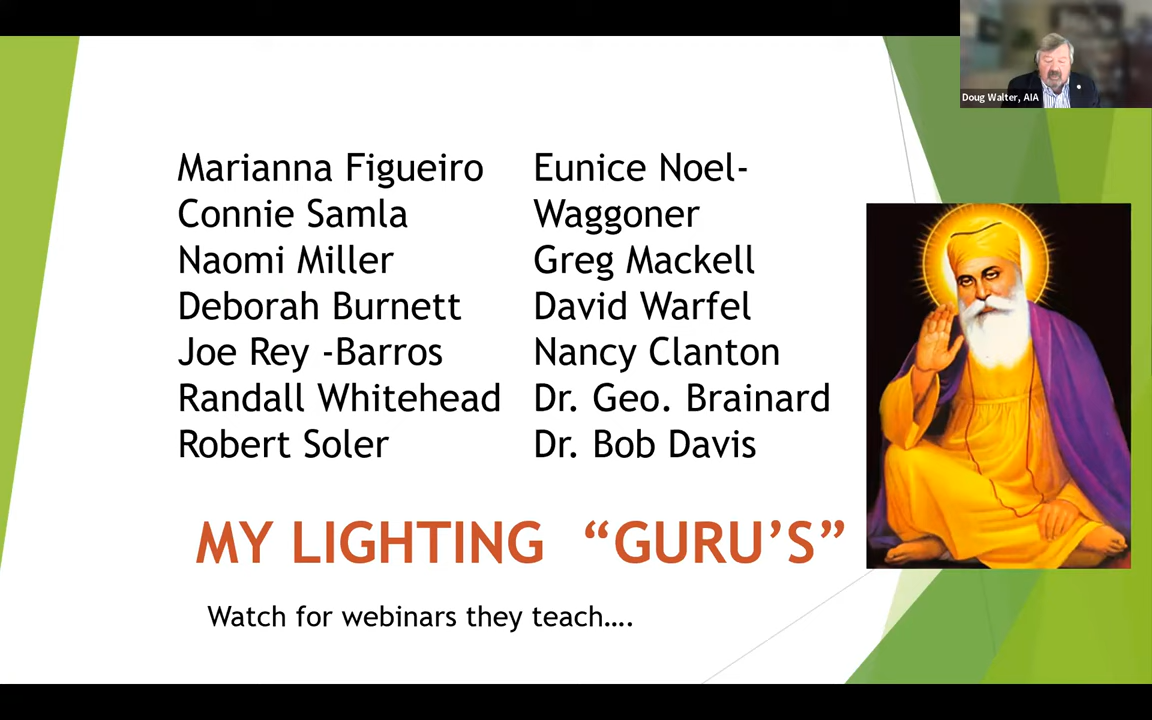 Doug Walter, AIA
Marianna Figueiro
Connie Samla
Naomi Miller
Deborah Burnett
Joe Rey -Barros
Randall Whitehead
Robert Soler
Eunice Noel-
Waggoner
Greg Mackell
David Warfel
Nancy Clanton
Dr. Geo. Brainard
Dr. Bob Davis
MY LIGHTING “GURU’S”
Watch for webinars they teach….